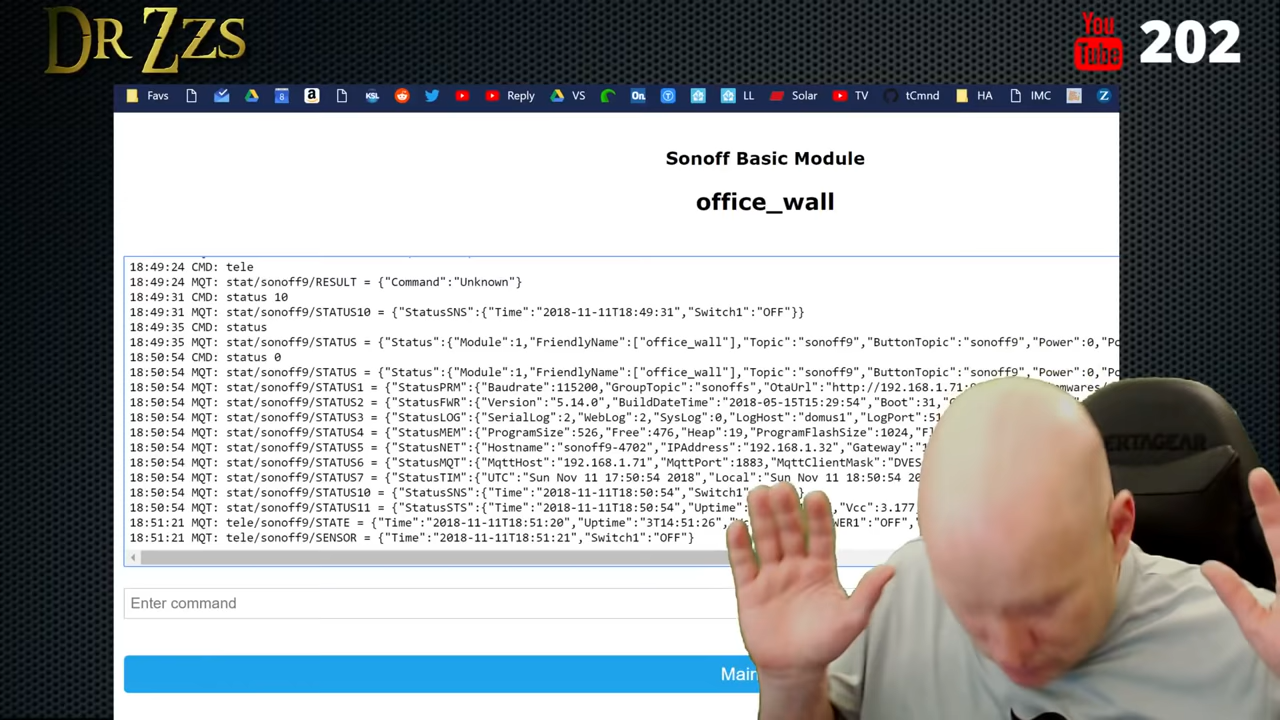 DR ZZS
You Tube 202
Favs Reply VS On. LL Solar TV tCmnd HA IMC Z
Sonoff Basic Module
office_wall
18:49:24 CMD: tele
18:49:24 MQT: stat/sonoff9/RESULT = {"Command":"Unknown"}
18:49:31 CMD: status 10
18:49:31 MQT: stat/sonoff9/STATUS10 = {"StatusSNS":{"Time":"2018-11-11T18:49:31","Switch1":"OFF"}}
18:49:35 CMD: status
18:49:35 MQT: stat/sonoff9/STATUS = {"Status":{"Module":1,"FriendlyName":["office_wall"],"Topic":"sonoff9","ButtonTopic":"sonoff9","Power":0,"Po
18:50:54 CMD: status 0
18:50:54 MQT: stat/sonoff9/STATUS = {"Status":{"Module":1,"FriendlyName":["office_wall"],"Topic":"sonoff9","ButtonTopic":"sonoff9","Power":0,"Po
18:50:54 MQT: stat/sonoff9/STATUS1 = {"StatusPRM":{"Baudrate":115200,"GroupTopic":"sonoffs","OtaUrl":"http://192.168.1.71:
18:50:54 MQT: stat/sonoff9/STATUS2 = {"StatusFWR":{"Version":"5.14.0","BuildDateTime":"2018-05-15T15:29:54","Boot":31,
18:50:54 MQT: stat/sonoff9/STATUS3 = {"StatusLOG":{"SerialLog":2,"WebLog":2,"SysLog":0,"LogHost":"domus1","LogPort":51
18:50:54 MQT: stat/sonoff9/STATUS4 = {"StatusMEM":{"ProgramSize":526,"Free":476,"Heap":19,"ProgramFlashSize":1024,"Fl
18:50:54 MQT: stat/sonoff9/STATUS5 = {"StatusNET":{"Hostname":"sonoff9-4702","IPAddress":"192.168.1.32","Gateway":
18:50:54 MQT: stat/sonoff9/STATUS6 = {"StatusMQT":{"MqttHost":"192.168.1.71","MqttPort":1883,"MqttClientMask":"DVES
18:50:54 MQT: stat/sonoff9/STATUS7 = {"StatusTIM":{"UTC":"Sun Nov 11 17:50:54 2018","Local":"Sun Nov 11 18:50:54 20
18:50:54 MQT: stat/sonoff9/STATUS10 = {"StatusSNS":{"Time":"2018-11-11T18:50:54","Switch1
18:50:54 MQT: stat/sonoff9/STATUS11 = {"StatusSTS":{"Time":"2018-11-11T18:50:54","Uptime Vcc":3.177
18:51:21 MQT: tele/sonoff9/STATE = {"Time":"2018-11-11T18:51:20","Uptime":"3T14:51:26", WER1":"OFF",
18:51:21 MQT: tele/sonoff9/SENSOR = {"Time":"2018-11-11T18:51:21","Switch1":"OFF"}
Enter command
Main